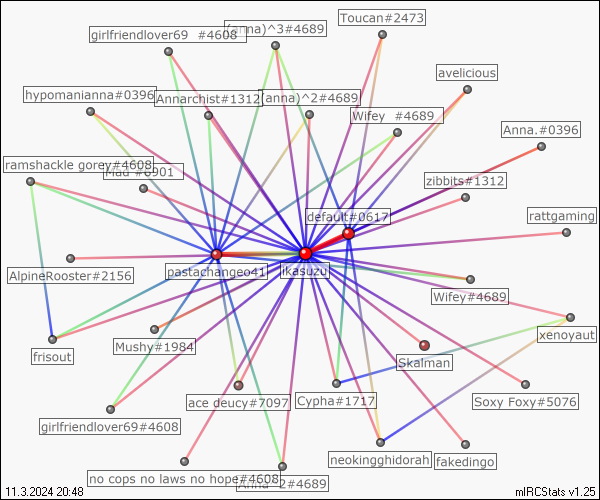 Toucan#2473
(anna)^3#4689
girlfriendlover69 #4608
avelicious
hypomanianna#0396
Annarchist#1312
(anna)^2#4689
Wifey #4689
Anna.#0396
ramshackle gorey#4608
Mad #6901
zibbits#1312
default#0617
rattgaming
AlpineRooster#2156
pastachangeo41
jikasuzu
Wifey#4689
xenoyaut
Mushy#1984
frisout
Skalman
ace deucy#7097
Cypha#1717
Soxy Foxy#5076
girlfriendlover69#4608
neokingghidorah
fakedingo
no cops no laws no hope#4608
Anna^2#4689
11.3.2024 20:48
mIRCStats v1.25